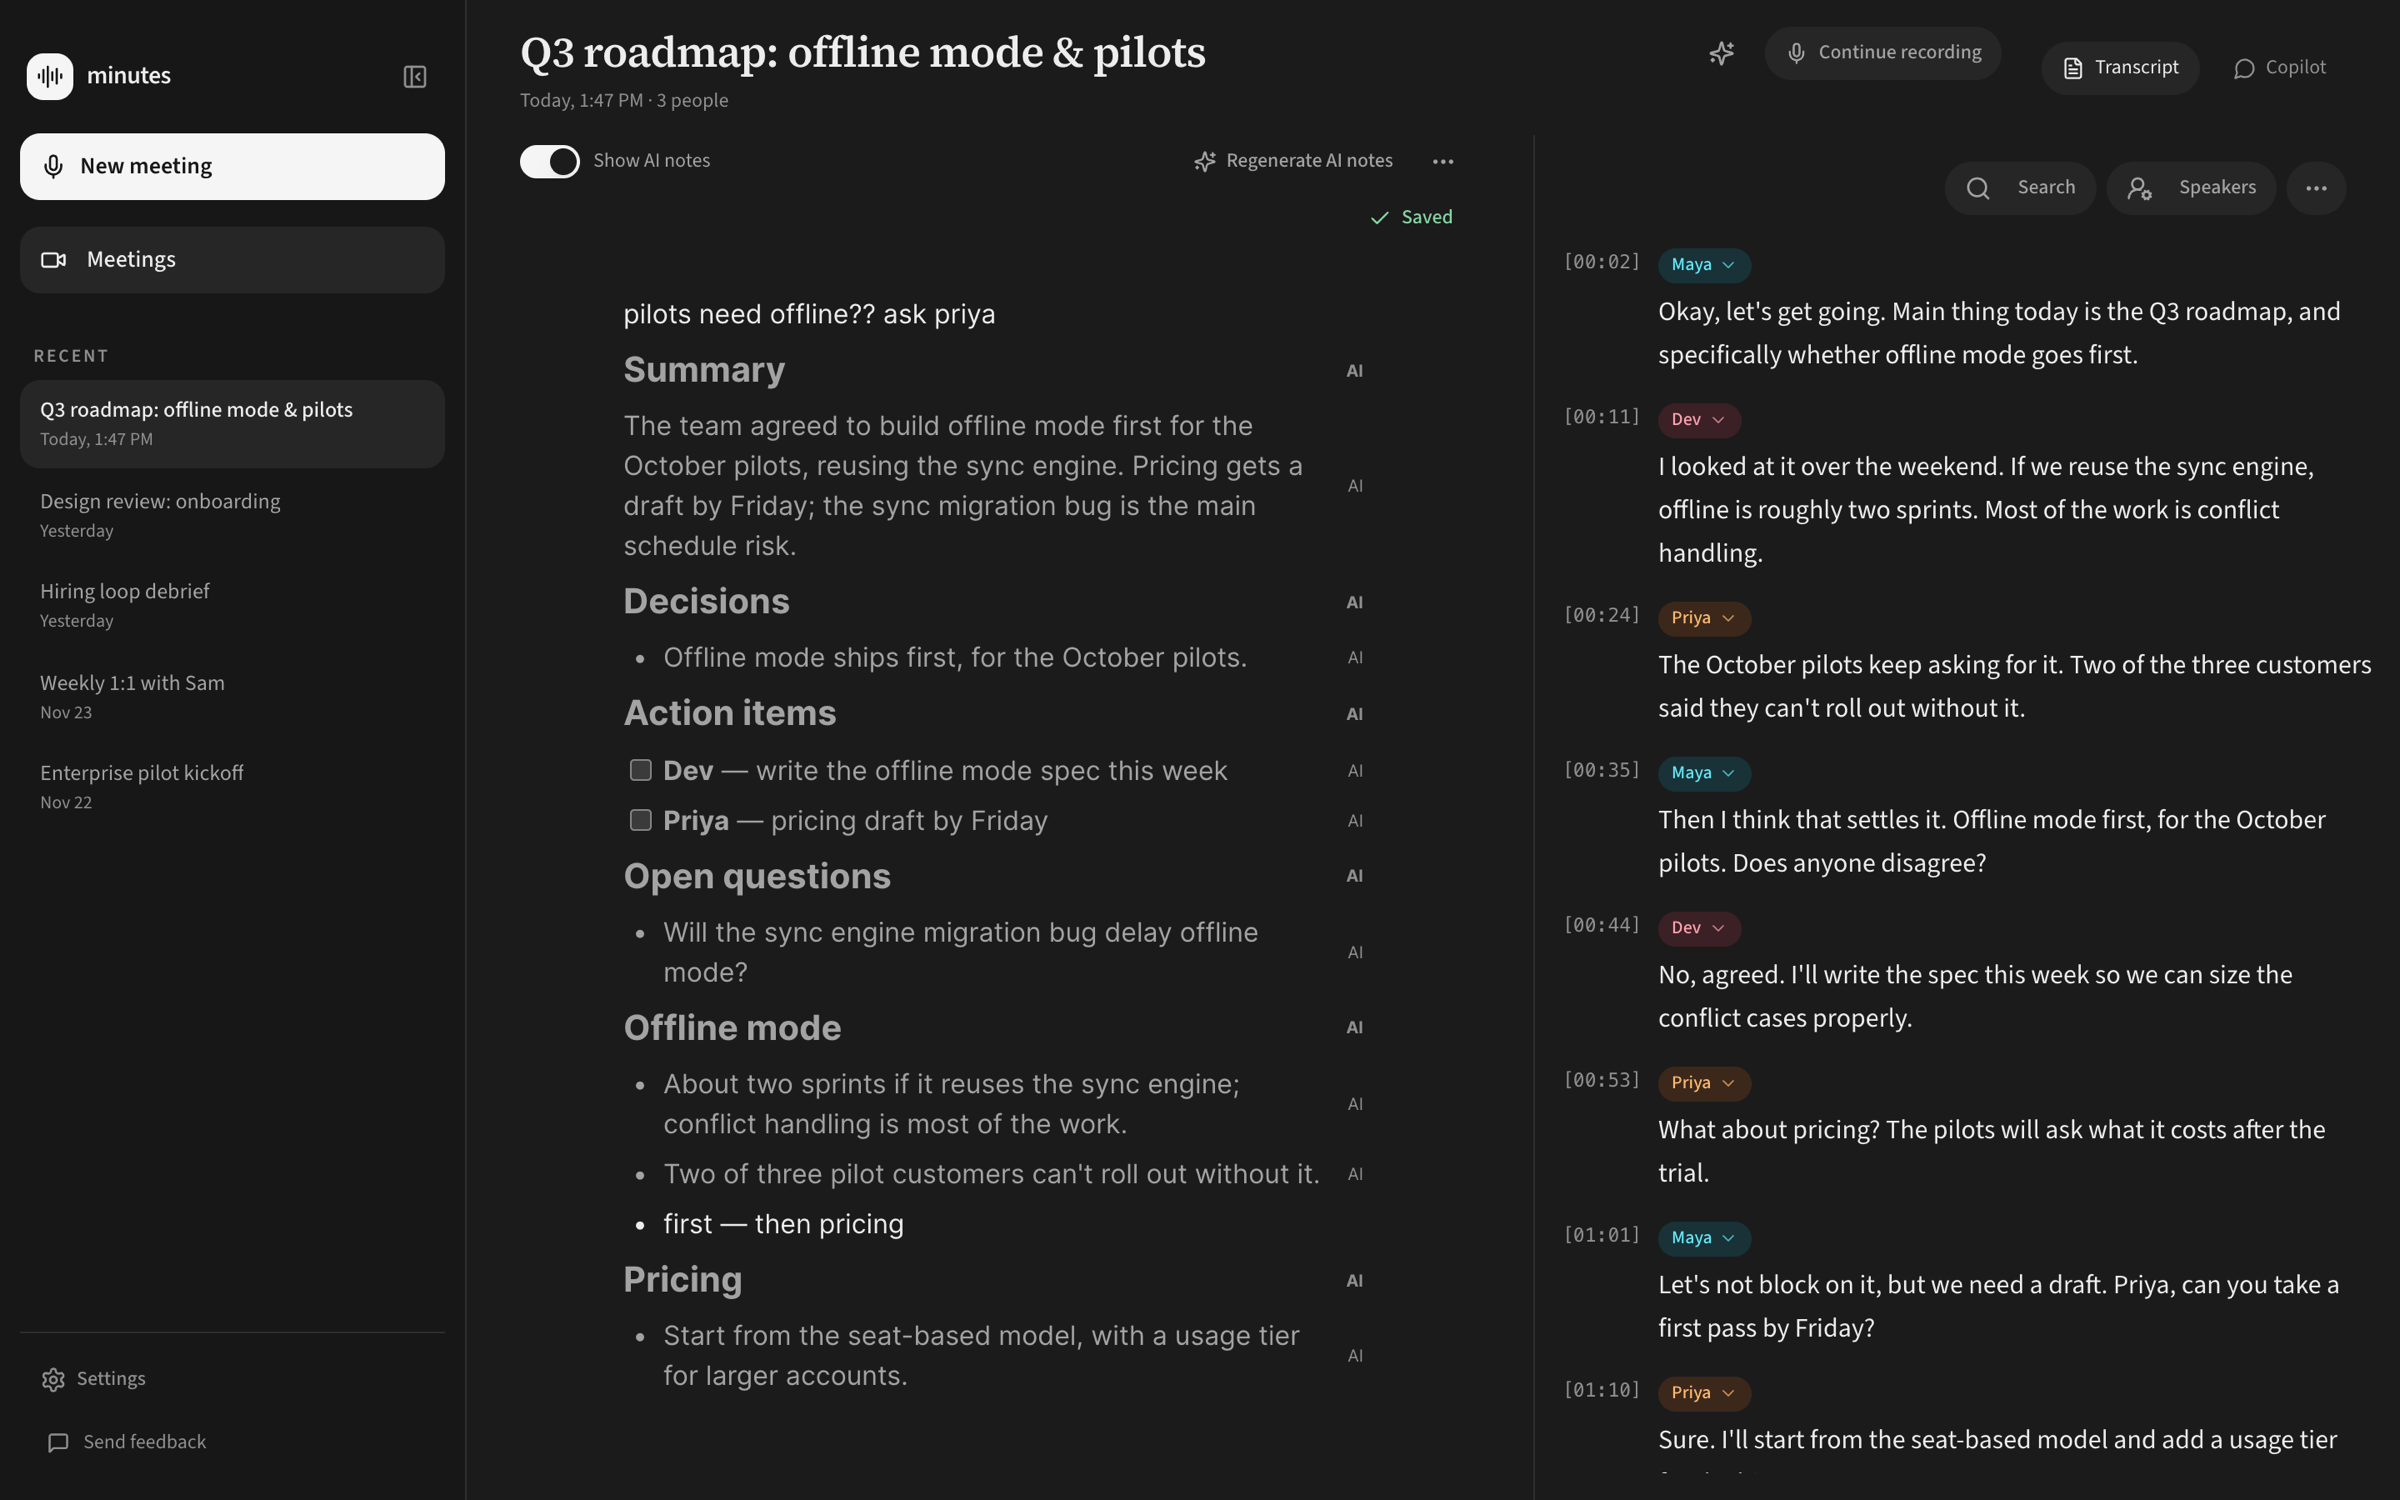 minutes
New meeting
Meetings
RECENT
Q3 roadmap: offline mode & pilots
Today, 1:47 PM
Design review: onboarding
Yesterday
Hiring loop debrief
Yesterday
Weekly 1:1 with Sam
Nov 23
Enterprise pilot kickoff
Nov 22
Settings
Send feedback
Q3 roadmap: offline mode & pilots
Today, 1:47 PM · 3 people
Continue recording
Transcript
Copilot
Show AI notes
Regenerate AI notes
Saved
pilots need offline?? ask priya
Summary AI
The team agreed to build offline mode first for the
October pilots, reusing the sync engine. Pricing gets a
draft by Friday; the sync migration bug is the main
schedule risk.
AI
Decisions AI
• Offline mode ships first, for the October pilots. AI
Action items AI
Dev — write the offline mode spec this week AI
Priya — pricing draft by Friday AI
Open questions AI
• Will the sync engine migration bug delay offline
mode?
AI
Offline mode AI
• About two sprints if it reuses the sync engine;
conflict handling is most of the work.
AI
• Two of three pilot customers can't roll out without it. AI
• first — then pricing
Pricing AI
• Start from the seat-based model, with a usage tier
for larger accounts.
AI
Search
Speakers
[00:02] Maya
Okay, let's get going. Main thing today is the Q3 roadmap, and
specifically whether offline mode goes first.
[00:11] Dev
I looked at it over the weekend. If we reuse the sync engine,
offline is roughly two sprints. Most of the work is conflict
handling.
[00:24] Priya
The October pilots keep asking for it. Two of the three customers
said they can't roll out without it.
[00:35] Maya
Then I think that settles it. Offline mode first, for the October
pilots. Does anyone disagree?
[00:44] Dev
No, agreed. I'll write the spec this week so we can size the
conflict cases properly.
[00:53] Priya
What about pricing? The pilots will ask what it costs after the
trial.
[01:01] Maya
Let's not block on it, but we need a draft. Priya, can you take a
first pass by Friday?
[01:10] Priya
Sure. I'll start from the seat-based model and add a usage tier